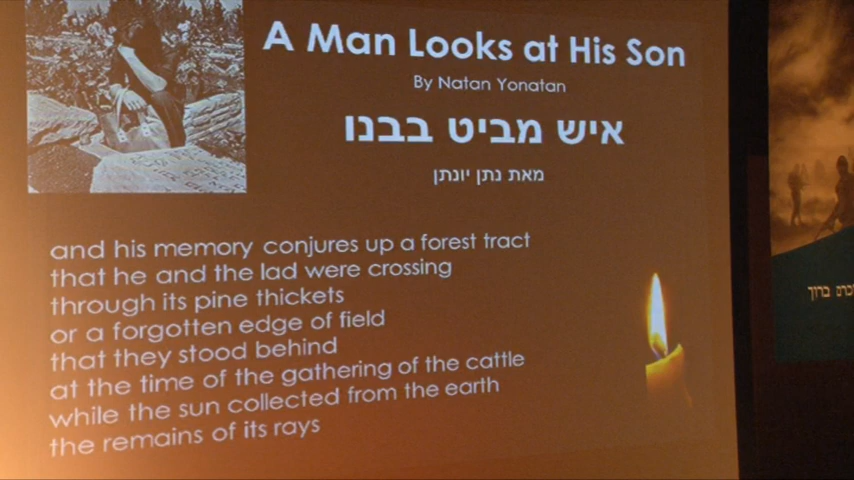 A Man Looks at His Son
By Natan Yonatan
איש מביט בבנו
מאת נתן יונתן
and his memory conjures up a forest tract
that he and the lad were crossing
through its pine thickets
or a forgotten edge of field
that they stood behind
at the time of the gathering of the cattle
while the sun collected from the earth
the remains of its rays
ברוך